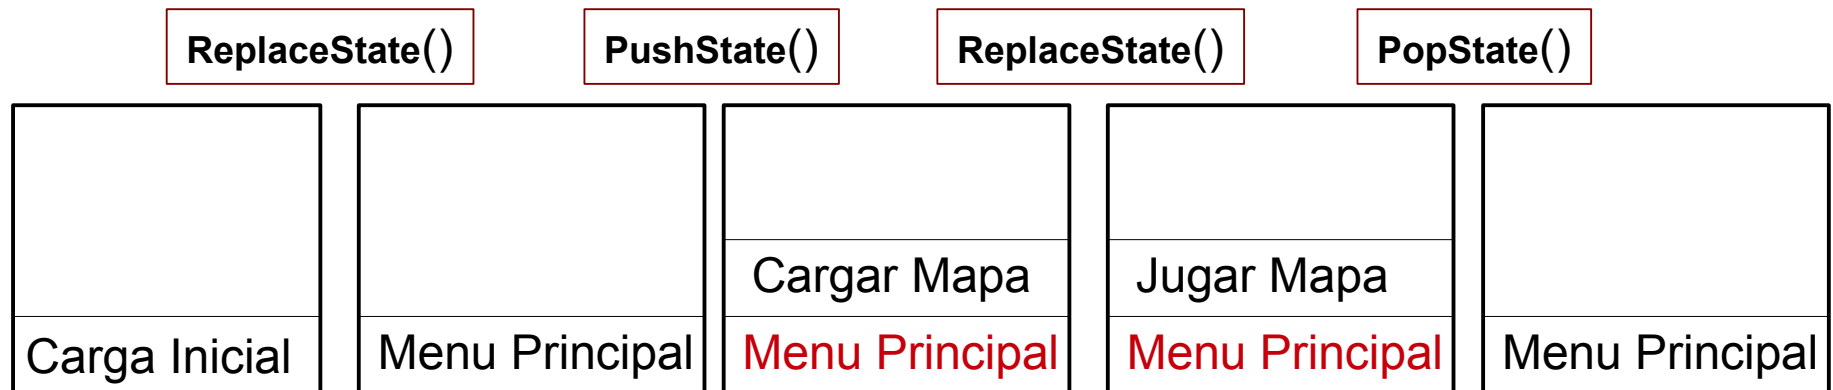 ReplaceState()
PushState()
ReplaceState()
PopState()
Carga Inicial
Menu Principal
Cargar Mapa
Menu Principal
Jugar Mapa
Menu Principal
Menu Principal